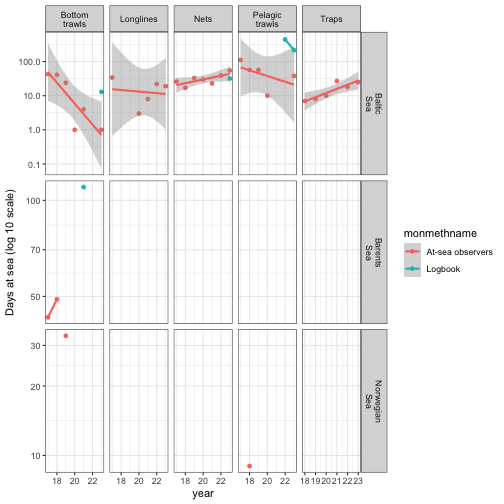 Bottom
trawls
Longlines
Nets
Pelagic
trawls
Traps
100.0
10.0
1.0
0.1
Baltic
Sea
100
70
50
Barents
Sea
30
20
10
Norwegian
Sea
18 20 22
18 20 22
18 20 22
18 20 22
18 19 20 21 22 23
year
Days at sea (log 10 scale)
monmethname
At-sea observers
Logbook